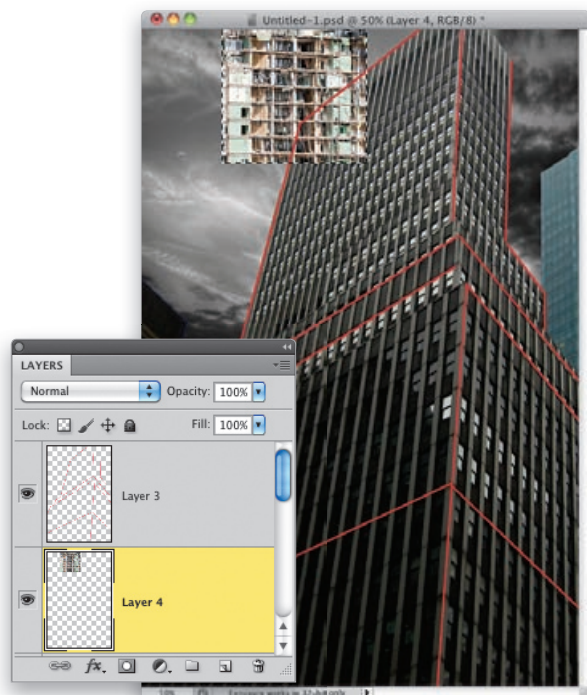 Untitled-1.psd @ 50% (Layer 4, RGB/8) *
LAYERS
Normal Opacity: 100%
Lock: Fill: 100%
Layer 3
Layer 4
fx.